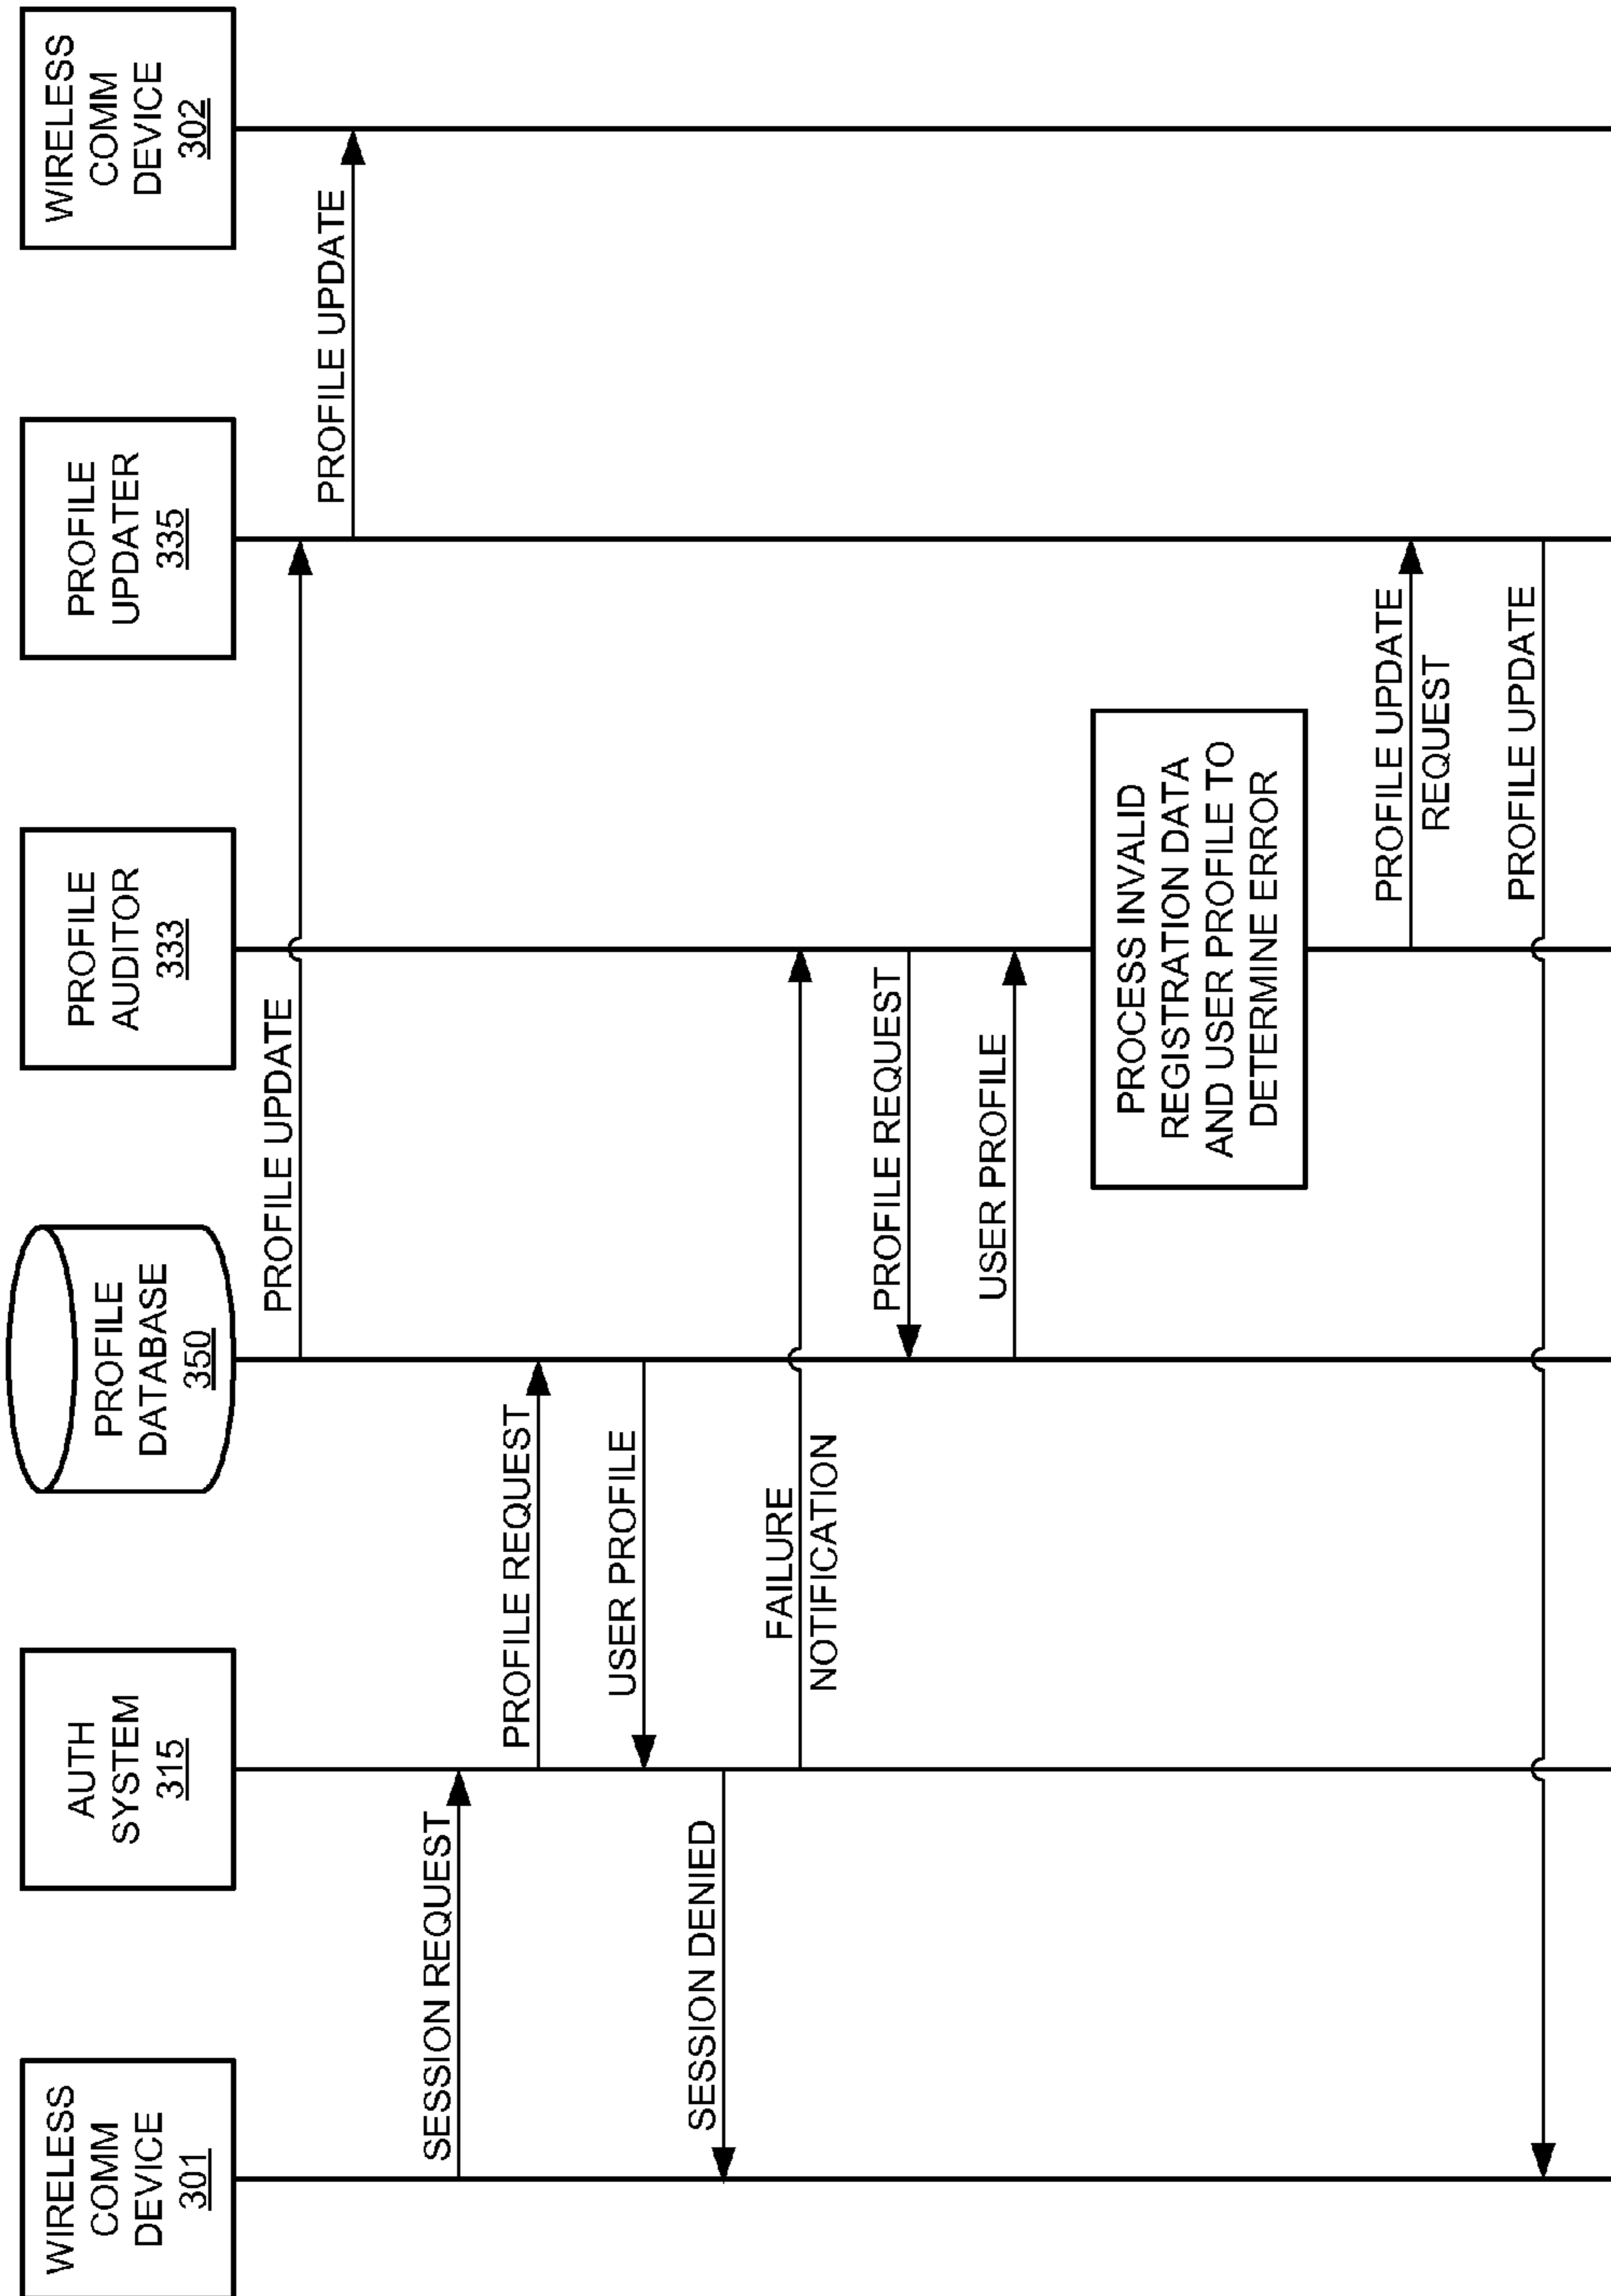 WIRELESS
COMM
DEVICE
301
AUTH
SYSTEM
315
PROFILE
DATABASE
350
PROFILE
AUDITOR
333
PROFILE
UPDATER
335
WIRELESS
COMM
DEVICE
302
PROFILE UPDATE
PROFILE UPDATE
SESSION REQUEST
PROFILE REQUEST
USER PROFILE
SESSION DENIED
FAILURE
NOTIFICATION
PROFILE REQUEST
USER PROFILE
PROCESS INVALID
REGISTRATION DATA
AND USER PROFILE TO
DETERMINE ERROR
PROFILE UPDATE
REQUEST
PROFILE UPDATE